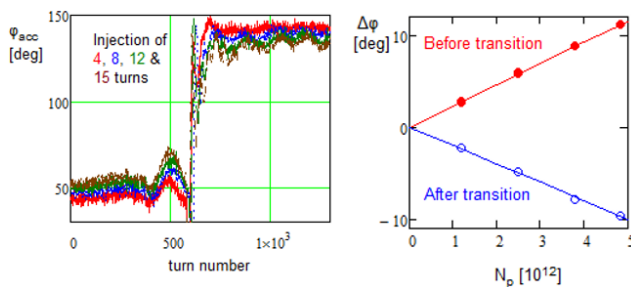 φacc
[deg]
150
100
50
Injection of
4, 8, 12 &
15 turns
0
500
1×10³
turn number
Δφ
[deg]
10
0
– 10
Before transition
After transition
0
1
2
3
4
5
Np [10¹²]